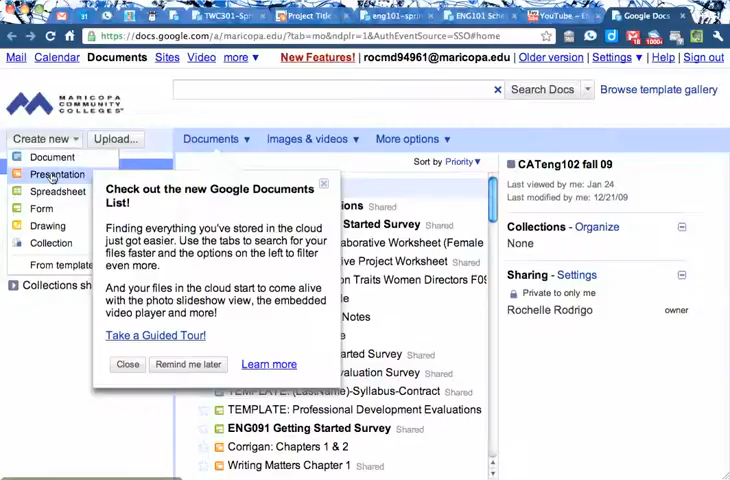 TWC301-Spr
Project Title
eng101-sprin
ENG101 Sch
YouTube – E
Google Docs
https://docs.google.com/a/maricopa.edu/?tab=mo&ndplr=1&AuthEventSource=SSO#home
Mail Calendar Documents Sites Video more ▼ New Features! | rocmd94961@maricopa.edu | Older version | Settings ▼ | Help | Sign out
MARICOPA
COMMUNITY
COLLEGES
Search Docs
Browse template gallery
Create new
Upload...
Documents ▼ Images & videos ▼ More options ▼
Document
Presentation
Spreadsheet
Form
Drawing
Collection
From template
Collections sh
Sort by Priority▼
Check out the new Google Documents
List!
Finding everything you've stored in the cloud
just got easier. Use the tabs to search for your
files faster and the options on the left to filter
even more.
And your files in the cloud start to come alive
with the photo slideshow view, the embedded
video player and more!
Take a Guided Tour!
Close
Remind me later
Learn more
ions Shared
Started Survey Shared
aborative Worksheet (Female
ive Project Worksheet Shared
on Traits Women Directors F09
le
Notes
arted Survey Shared
valuation Survey Shared
TEMPLATE: (LastName)-Syllabus-Contract Shared
TEMPLATE: Professional Development Evaluations
ENG091 Getting Started Survey Shared
Corrigan: Chapters 1 & 2
Writing Matters Chapter 1 Shared
CATeng102 fall 09
Last viewed by me: Jan 24
Last modified by me: 12/21/09
Collections - Organize
None
Sharing - Settings
Private to only me
Rochelle Rodrigo owner